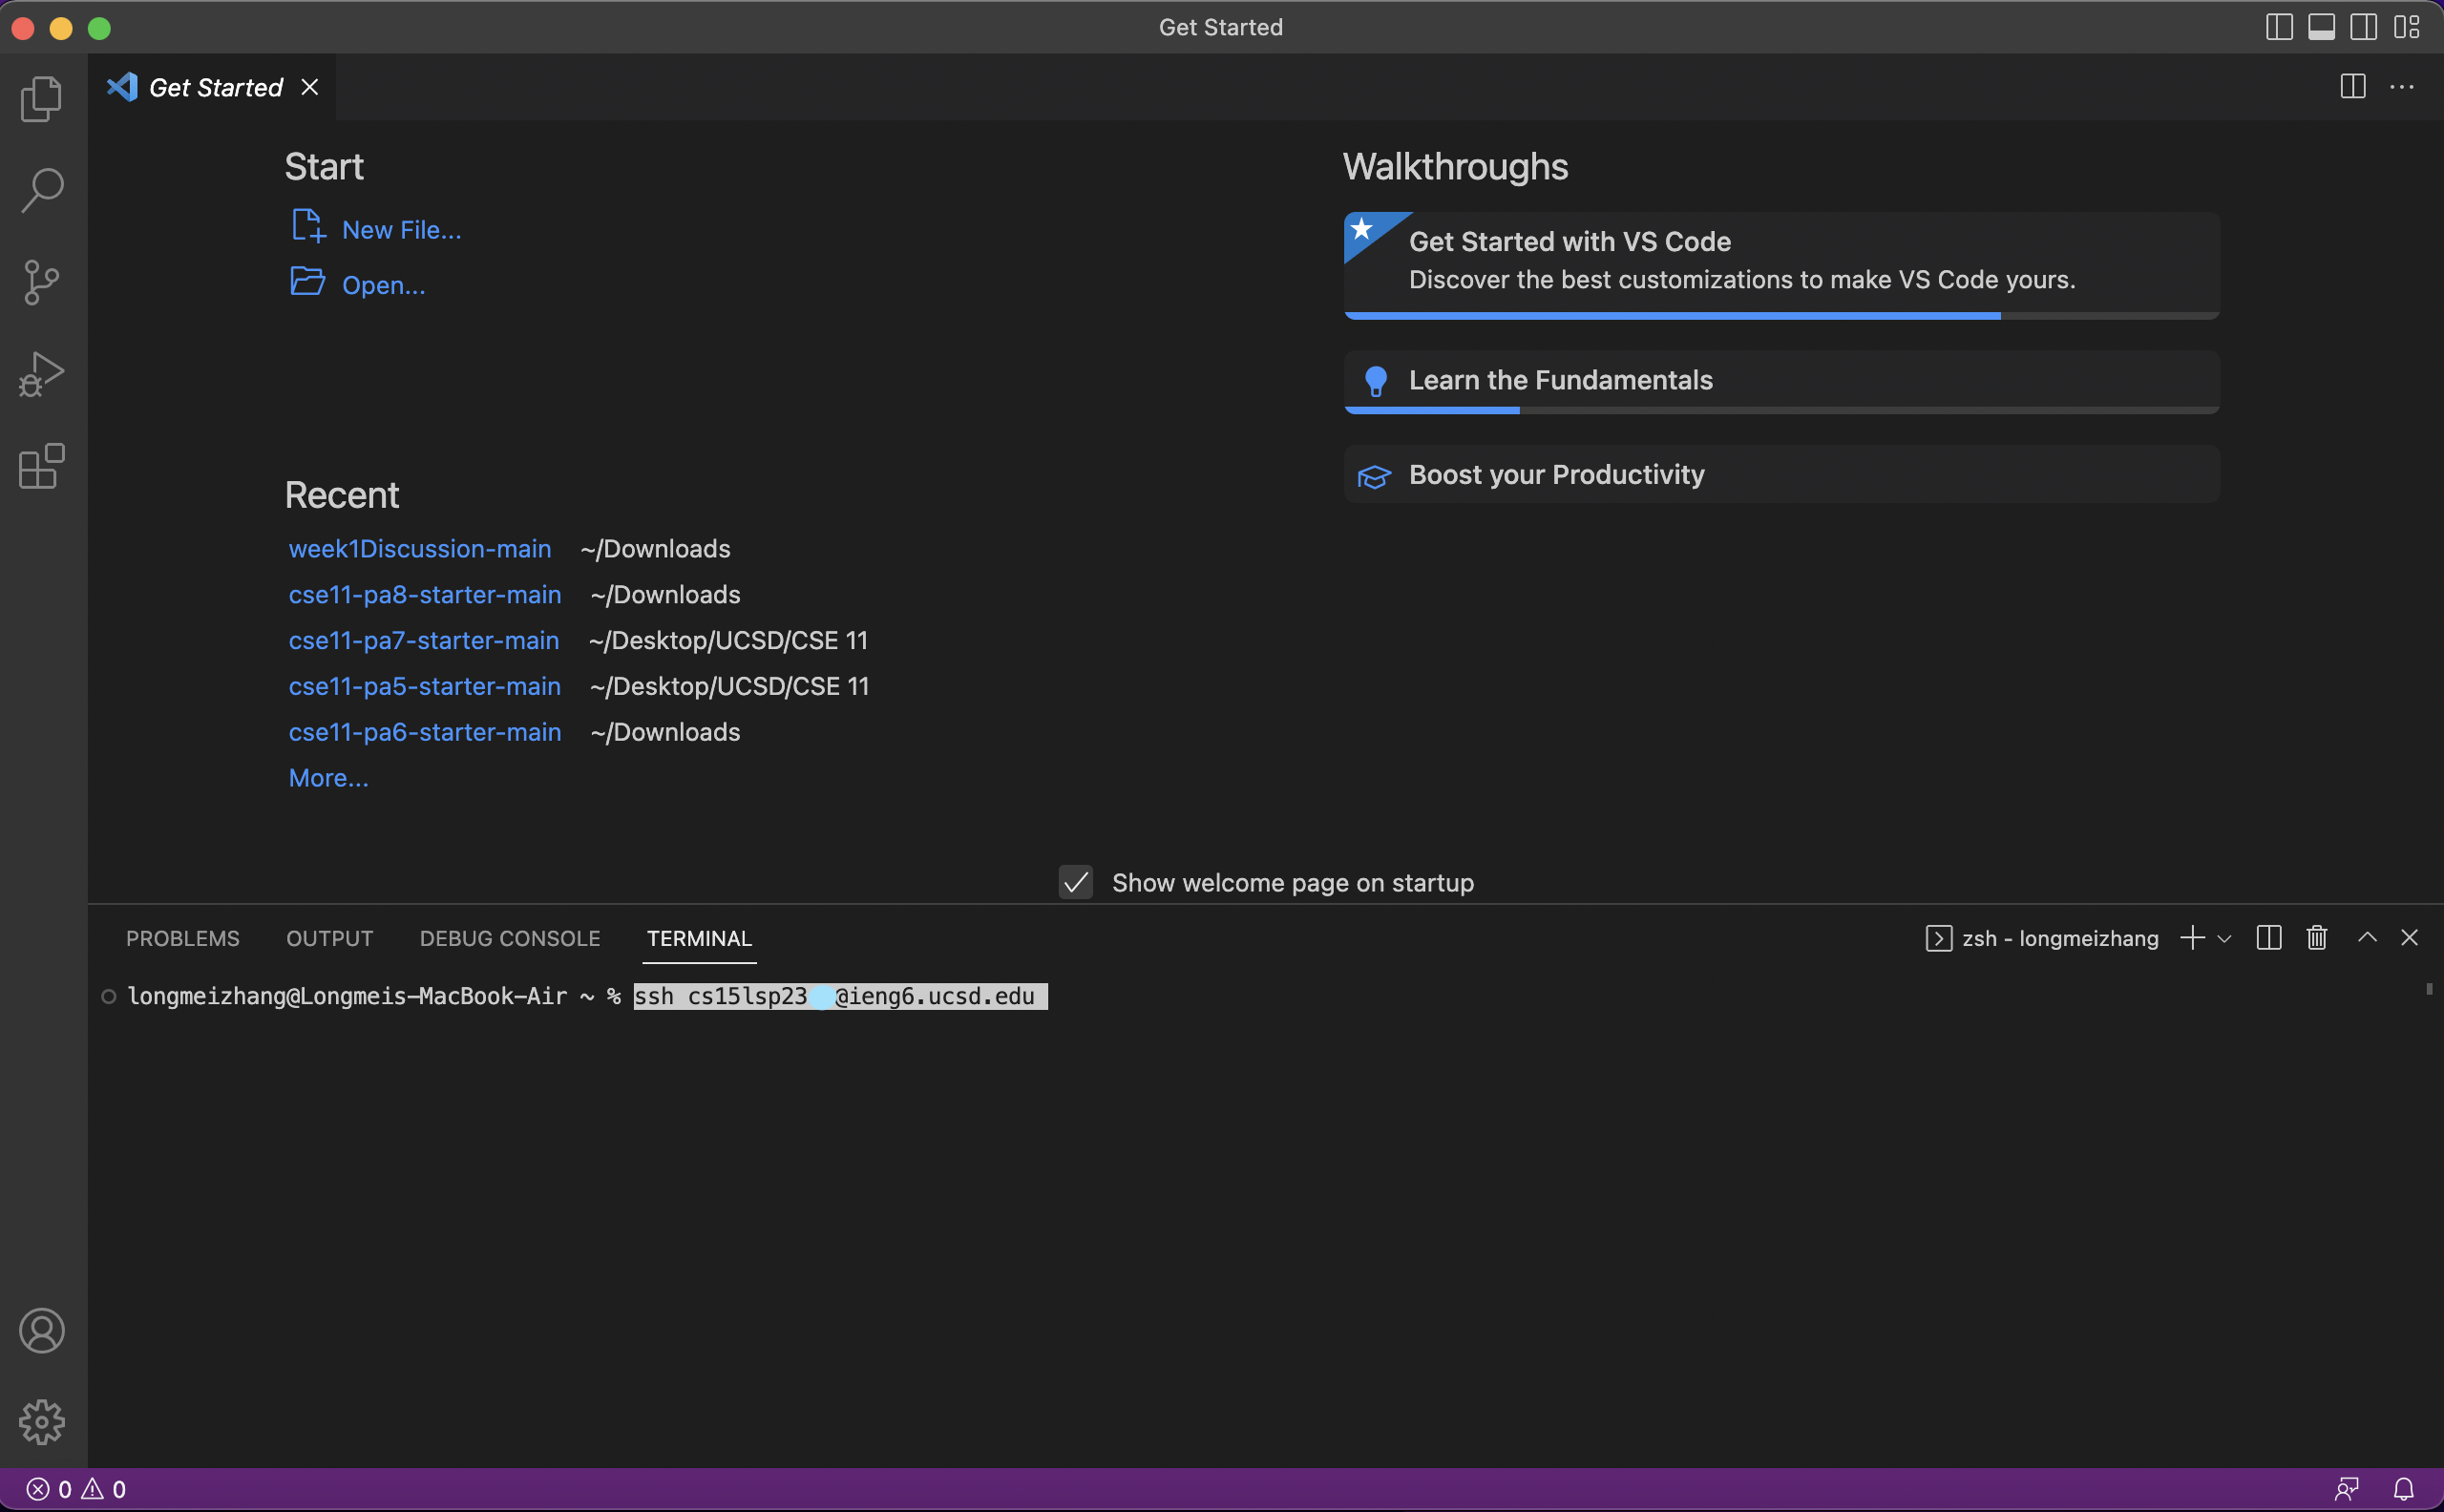 Get Started
Get Started
Start
New File...
Open...
Recent
week1Discussion-main ~/Downloads
cse11-pa8-starter-main ~/Downloads
cse11-pa7-starter-main ~/Desktop/UCSD/CSE 11
cse11-pa5-starter-main ~/Desktop/UCSD/CSE 11
cse11-pa6-starter-main ~/Downloads
More...
Walkthroughs
Get Started with VS Code
Discover the best customizations to make VS Code yours.
Learn the Fundamentals
Boost your Productivity
Show welcome page on startup
PROBLEMS OUTPUT DEBUG CONSOLE TERMINAL zsh - longmeizhang
longmeizhang@Longmeis-MacBook-Air ~ % ssh cs15lsp23 @ieng6.ucsd.edu
0 0